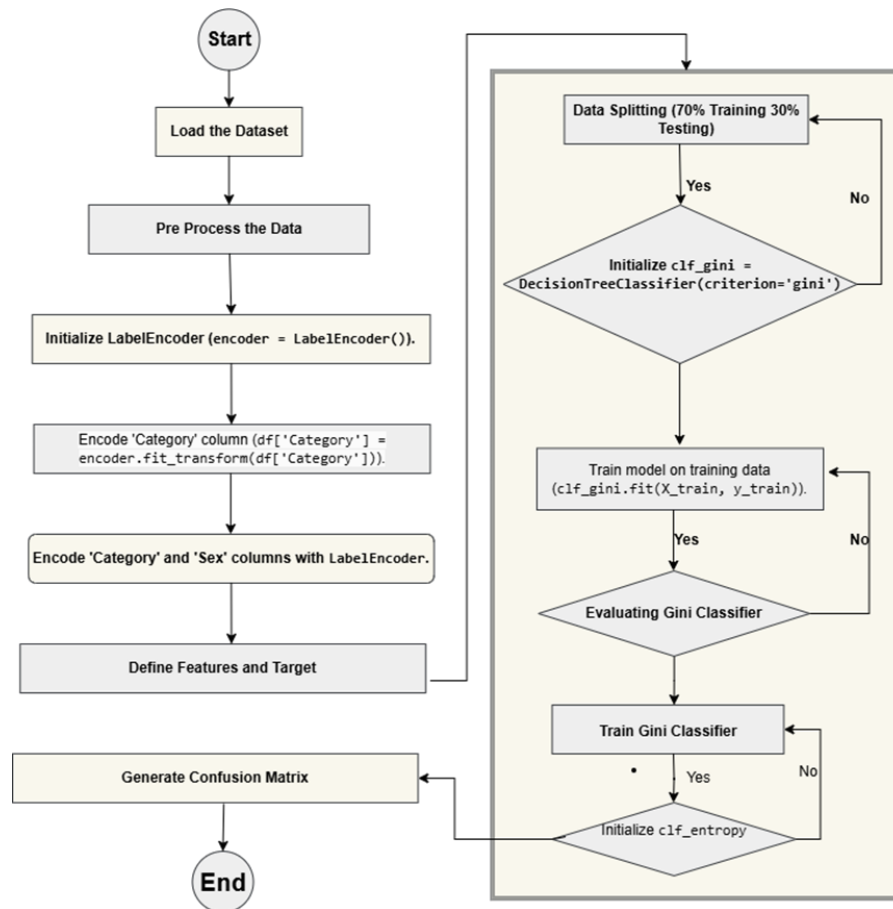 Start
Load the Dataset
Pre Process the Data
Initialize LabelEncoder (encoder = LabelEncoder()).
Encode 'Category' column (df['Category'] =
encoder.fit_transform(df['Category'])).
Encode 'Category' and 'Sex' columns with LabelEncoder.
Define Features and Target
Data Splitting (70% Training 30%
Testing)
Yes
No
Initialize clf_gini =
DecisionTreeClassifier(criterion='gini')
Train model on training data
(clf_gini.fit(X_train, y_train)).
Yes
No
Evaluating Gini Classifier
Train Gini Classifier
Yes
No
Initialize clf_entropy
Generate Confusion Matrix
End